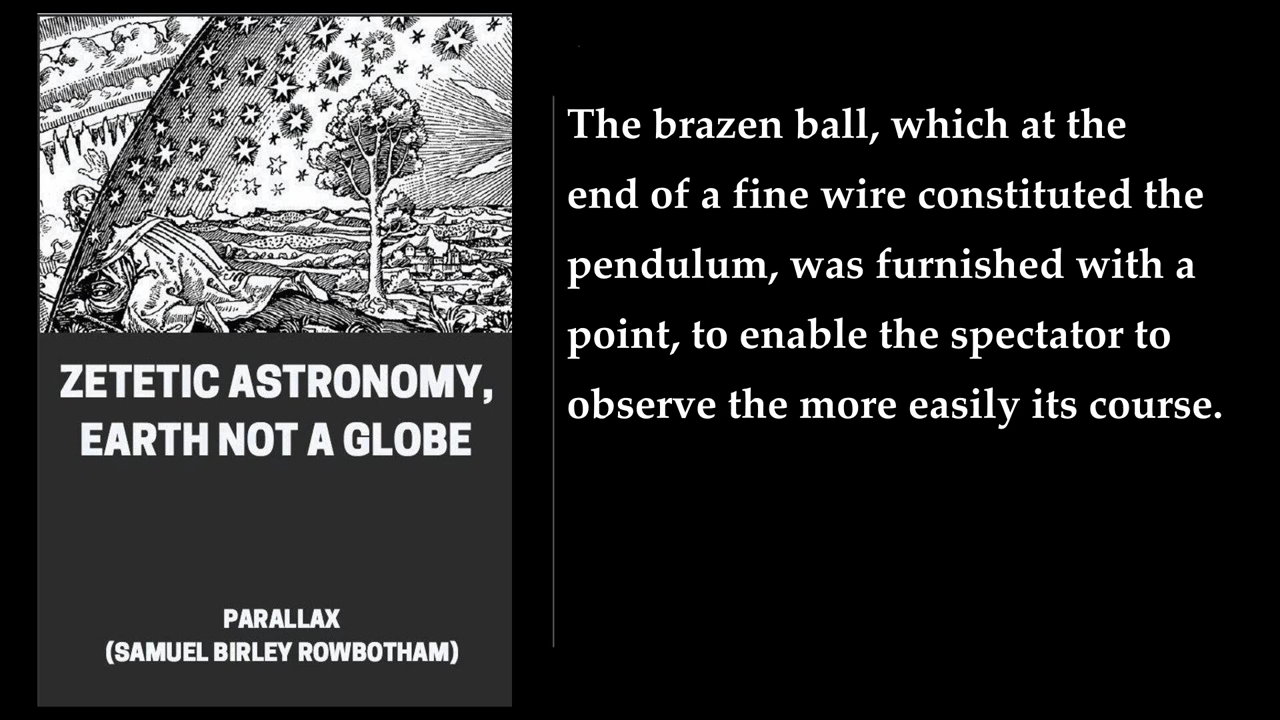 ZETETIC ASTRONOMY,
EARTH NOT A GLOBE
PARALLAX
(SAMUEL BIRLEY ROWBOTHAM)
The brazen ball, which at the
end of a fine wire constituted the
pendulum, was furnished with a
point, to enable the spectator to
observe the more easily its course.